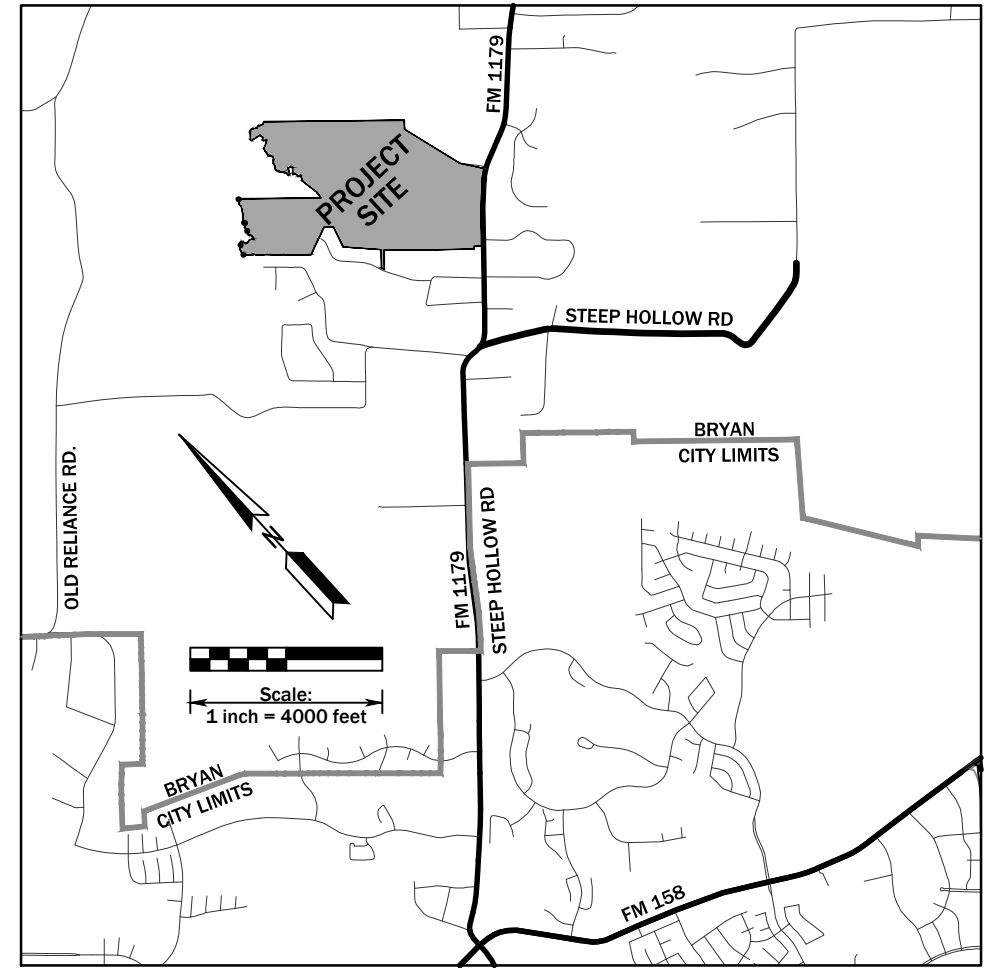 FM 1179
PROJECT
SITE
STEEP HOLLOW RD
BRYAN
CITY LIMITS
OLD RELIANCE RD.
N
FM 1179
STEEP HOLLOW RD
Scale:
1 inch = 4000 feet
BRYAN
CITY LIMITS
FM 158